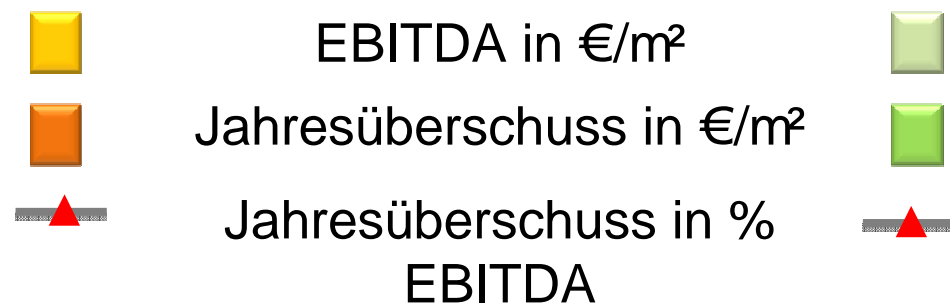 EBITDA in €/m²
Jahresüberschuss in €/m²
Jahresüberschuss in %
EBITDA